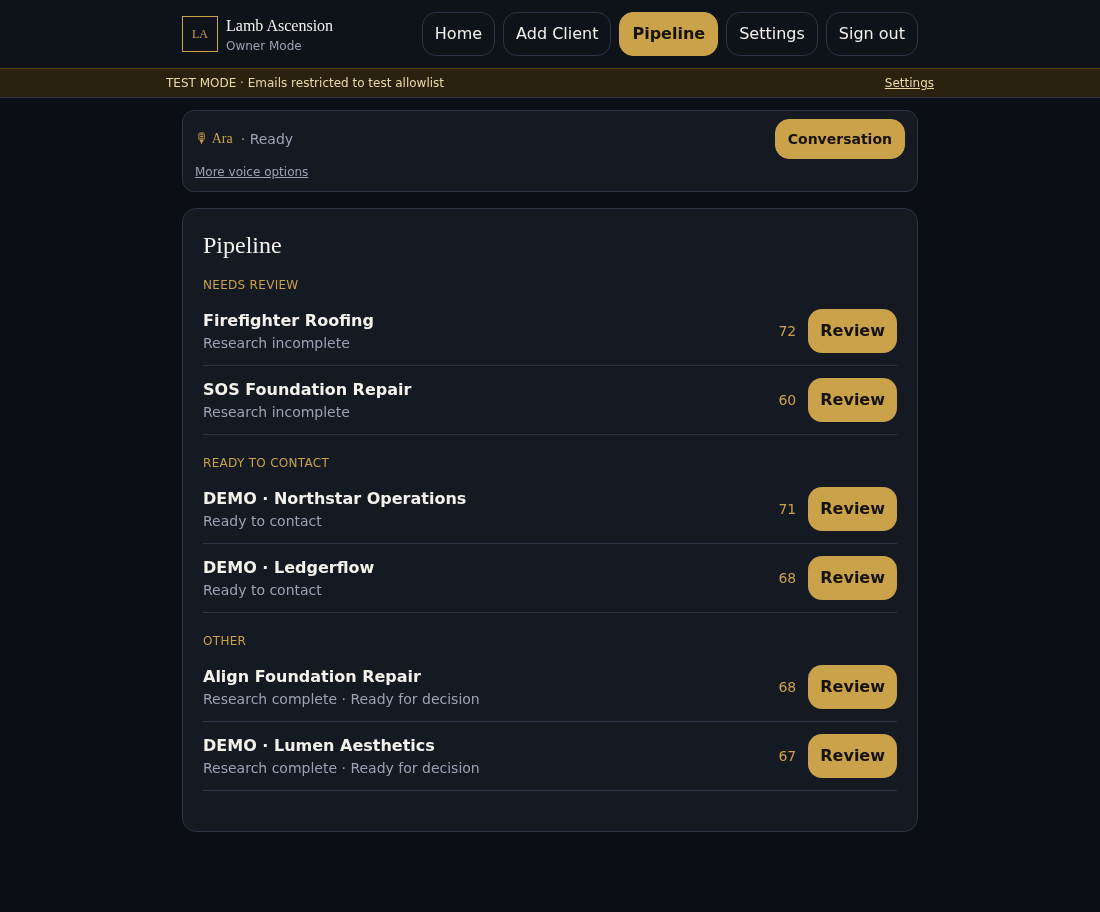 LA
Lamb Ascension
Owner Mode
Home
Add Client
Pipeline
Settings
Sign out
TEST MODE · Emails restricted to test allowlist
Settings
🎙 Ara · Ready
Conversation
More voice options
Pipeline
NEEDS REVIEW
Firefighter Roofing
Research incomplete
72
Review
SOS Foundation Repair
Research incomplete
60
Review
READY TO CONTACT
DEMO · Northstar Operations
Ready to contact
71
Review
DEMO · Ledgerflow
Ready to contact
68
Review
OTHER
Align Foundation Repair
Research complete · Ready for decision
68
Review
DEMO · Lumen Aesthetics
Research complete · Ready for decision
67
Review